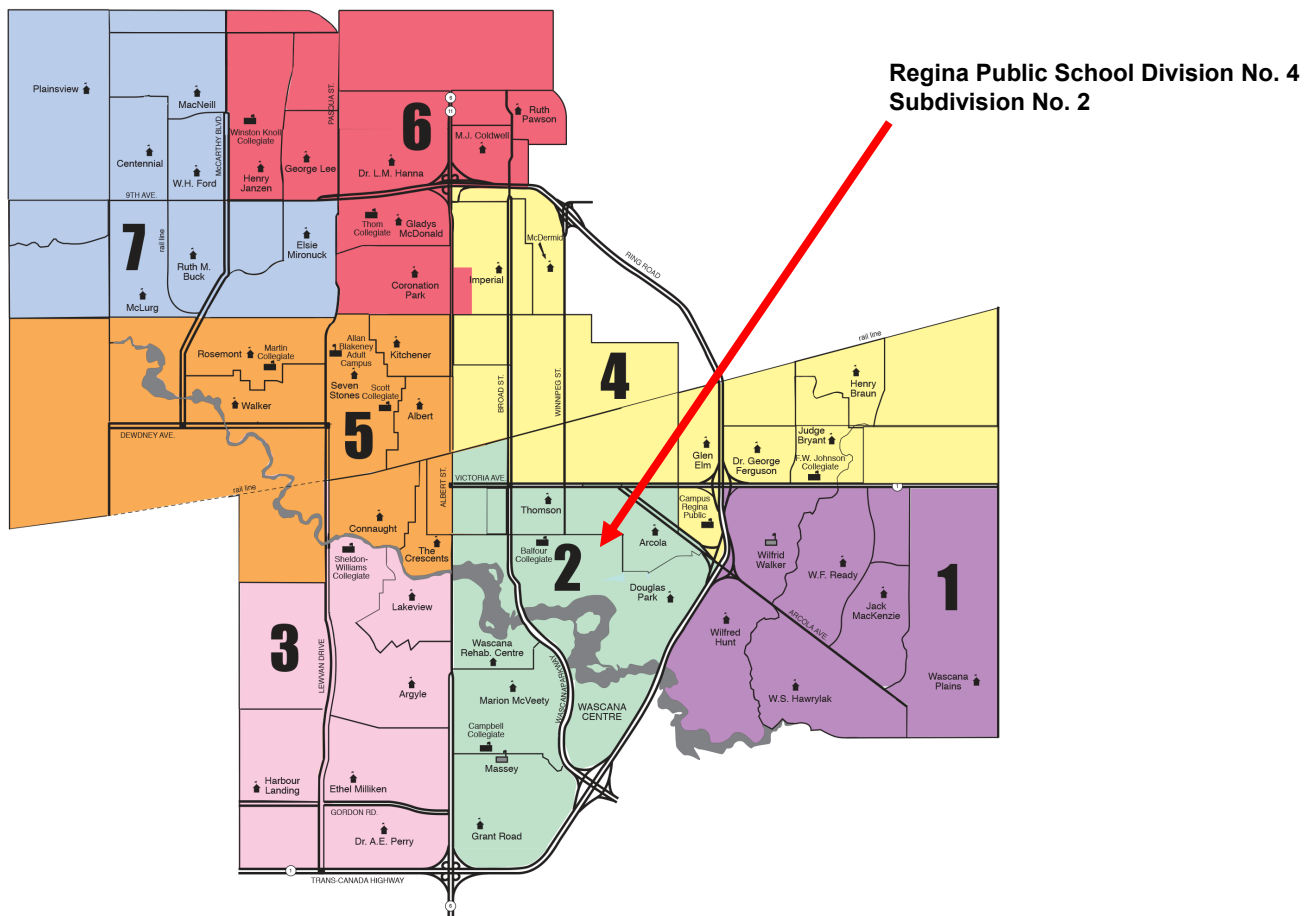 Regina Public School Division No. 4
Subdivision No. 2
Plainsview
MacNeill
McCARTHY BLVD.
Centennial
W.H. Ford
9TH AVE.
7
rail line
Ruth M.
Buck
McLurg
Elsie
Mironuck
Winston Knoll
Collegiate
Henry
Janzen
George Lee
PASQUA ST.
6
6
11
Dr. L.M. Hanna
M.J. Coldwell
Ruth
Pawson
Thom
Collegiate
Gladys
McDonald
Coronation
Park
Imperial
McDermid
RING ROAD
4
BROAD ST.
WINNIPEG ST.
rail line
Henry
Braun
Glen
Elm
Dr. George
Ferguson
Judge
Bryant
F.W. Johnson
Collegiate
Campus
Regina
Public
1
Rosemont
Martin
Collegiate
Allan
Blakeney
Adult
Campus
Kitchener
Seven
Stones
Scott
Collegiate
Walker
Albert
5
DEWDNEY AVE.
rail line
ALBERT ST.
Connaught
The
Crescents
VICTORIA AVE.
Thomson
Balfour
Collegiate
2
Arcola
Douglas
Park
Wascana
Rehab. Centre
Marion McVeety
WASCANA PARKWAY
WASCANA
CENTRE
Campbell
Collegiate
Massey
Grant Road
Wilfrid
Walker
W.F. Ready
Jack
MacKenzie
1
ARCOLA AVE.
Wilfred
Hunt
W.S. Hawrylak
Wascana
Plains
Sheldon-
Williams
Collegiate
Lakeview
3
LEWVAN DRIVE
Argyle
Harbour
Landing
Ethel Milliken
GORDON RD.
Dr. A.E. Perry
1
TRANS-CANADA HIGHWAY
6